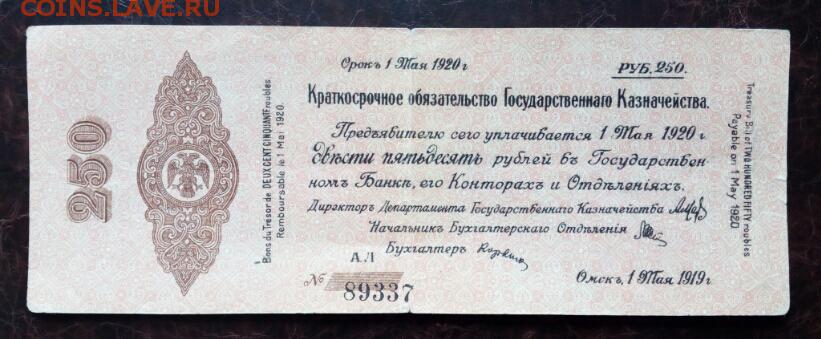 COINS.LAVE.RU
250
Bons du Trésor de DEUX CENT CINQUANT roubles
Remboursable le 1 Mai 1920.
Срокъ 1 Мая 1920 г
РУБ. 250.
Краткосрочное обязательство Государственнаго Казначейства.
Предъявителю сего уплачивается 1 Мая 1920 г.
двѣсти пятьдесятъ рублей въ Государствен-
номъ Банкѣ, его Конторахъ и Отдѣленіяхъ.
Директоръ Департамента Государственнаго Казначейства
Начальникъ Бухгалтерскаго Отдѣленія
Бухгалтеръ
А.Л
№ 89337
Омскъ, 1 Мая 1919 г
Treasury Bill of TWO HUNDRED FIFTY roubles
Payable on 1 May 1920.